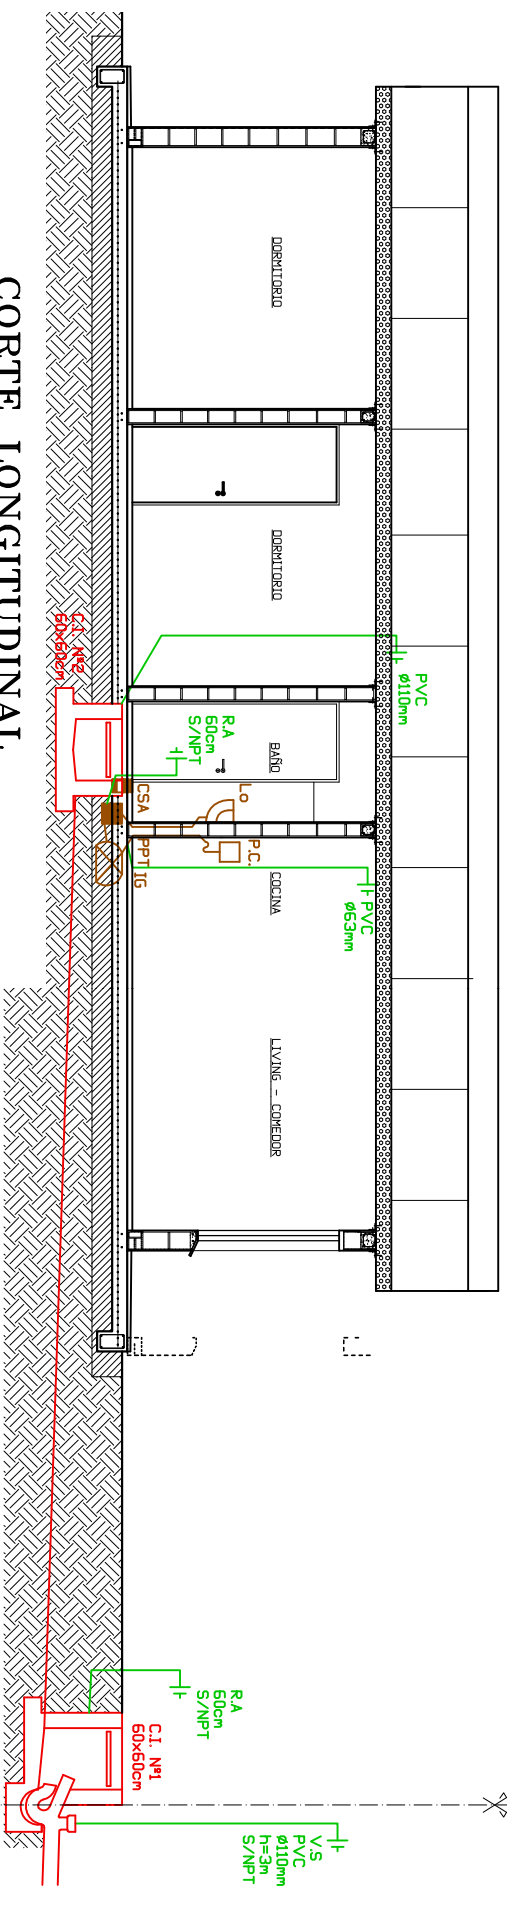 DORMITORIO
DORMITORIO
BAÑO
COCINA
LIVING - COMEDOR
PVC
Ø110mm
R.A
60cm
S/NPT
Lo
P.C.
CSA
PPT IG
PVC
Ø63mm
C.I. Nº2
60x60cm
R.A
60cm
S/NPT
C.I. Nº1
60x60cm
V.S
PVC
Ø110mm
h=3m
S/NPT
CORTE LONGITUDINAL